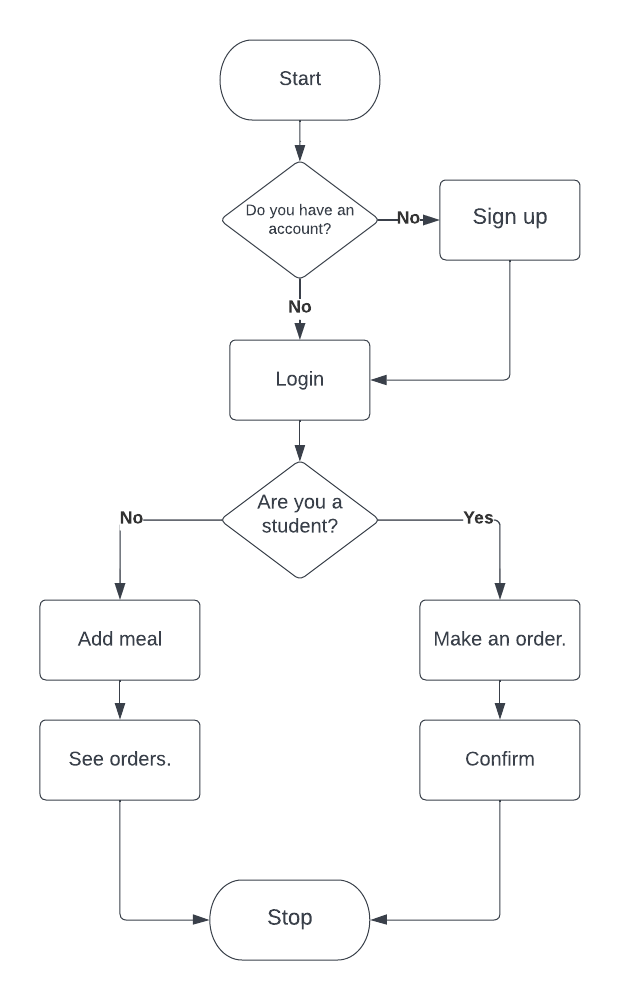 Start
Do you have an
account?
No
Sign up
No
Login
Are you a
student?
No
Yes
Add meal
Make an order.
See orders.
Confirm
Stop